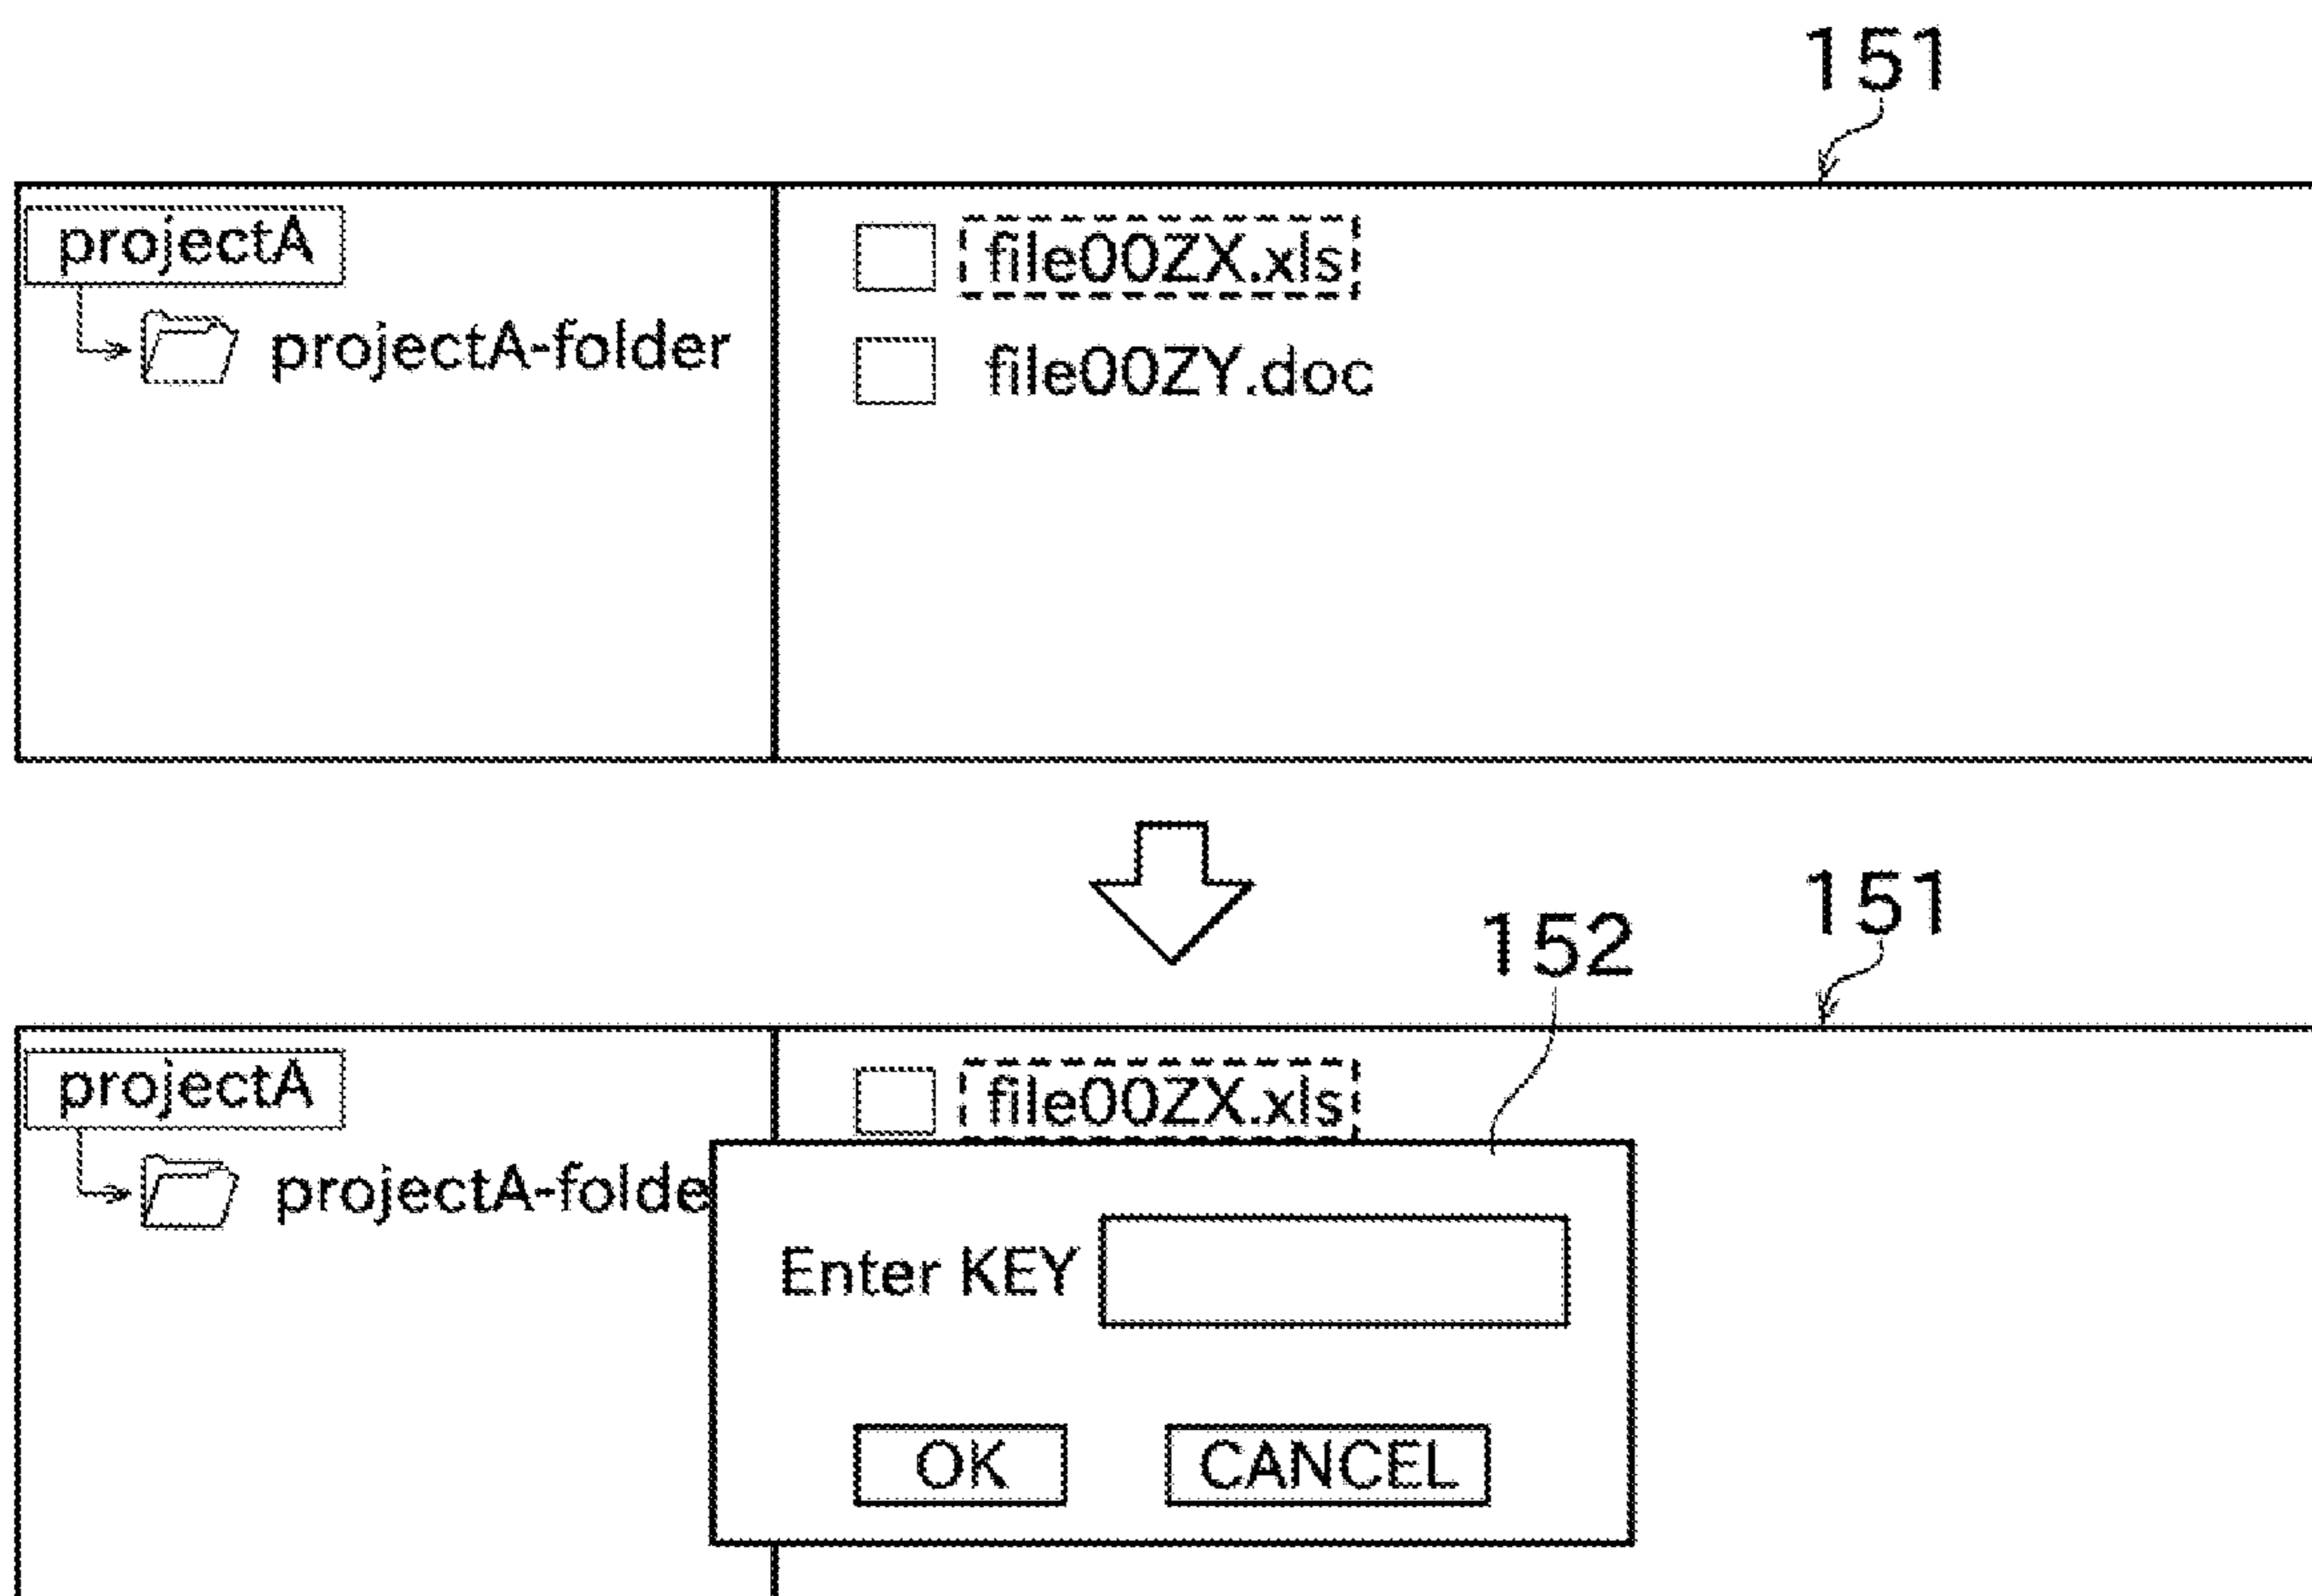 151
projectA
projectA-folder
file00ZX.xls
file00ZY.doc
152
151
projectA
projectA-folde
file00ZX.xls
Enter KEY
OK
CANCEL